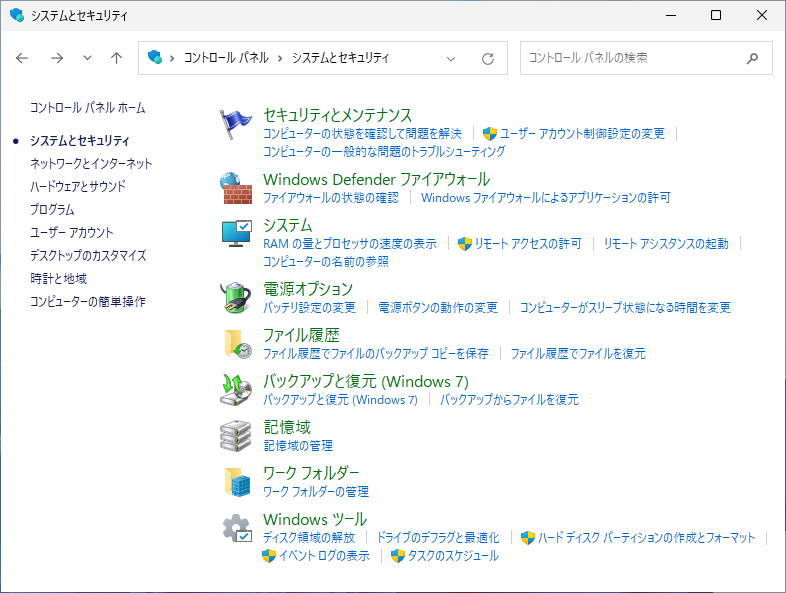 システムとセキュリティ
コントロール パネル システムとセキュリティ
コントロール パネルの検索
コントロール パネル ホーム
システムとセキュリティ
ネットワークとインターネット
ハードウェアとサウンド
プログラム
ユーザー アカウント
デスクトップのカスタマイズ
時計と地域
コンピューターの簡単操作
セキュリティとメンテナンス
コンピューターの状態を確認して問題を解決 ユーザー アカウント制御設定の変更
コンピューターの一般的な問題のトラブルシューティング
Windows Defender ファイアウォール
ファイアウォールの状態の確認 Windows ファイアウォールによるアプリケーションの許可
システム
RAM の量とプロセッサの速度の表示 リモート アクセスの許可 リモート アシスタンスの起動
コンピューターの名前の参照
電源オプション
バッテリ設定の変更 電源ボタンの動作の変更 コンピューターがスリープ状態になる時間を変更
ファイル履歴
ファイル履歴でファイルのバックアップ コピーを保存 ファイル履歴でファイルを復元
バックアップと復元 (Windows 7)
バックアップと復元 (Windows 7) バックアップからファイルを復元
記憶域
記憶域の管理
ワーク フォルダー
ワーク フォルダーの管理
Windows ツール
ディスク領域の解放 ドライブのデフラグと最適化 ハード ディスク パーティションの作成とフォーマット
イベント ログの表示 タスクのスケジュール